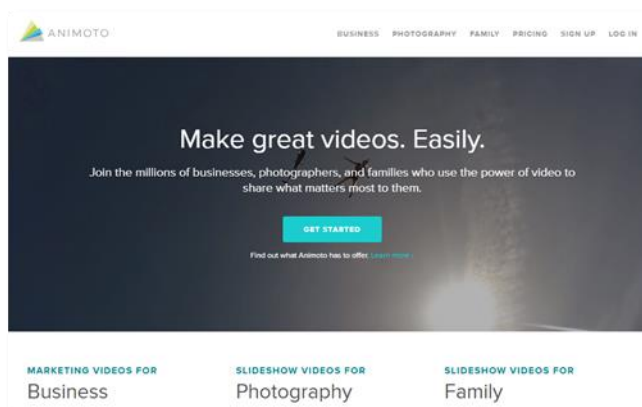 ANIMOTO
BUSINESS PHOTOGRAPHY FAMILY PRICING SIGN UP LOG IN
Make great videos. Easily.
Join the millions of businesses, photographers, and families who use the power of video to
share what matters most to them.
GET STARTED
Find out what Animoto has to offer. Learn more ›
MARKETING VIDEOS FOR
Business
SLIDESHOW VIDEOS FOR
Photography
SLIDESHOW VIDEOS FOR
Family